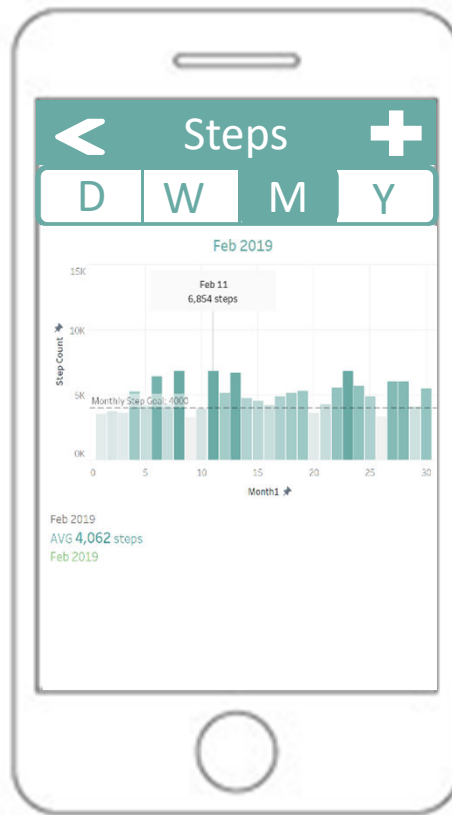 < Steps +
D W M Y
Feb 2019
15K
Feb 11
6,854 steps
10K
Step Count
5K
Monthly Step Goal: 4000
0K
0 5 10 15 20 25 30
Month1
Feb 2019
AVG 4,062 steps
Feb 2019